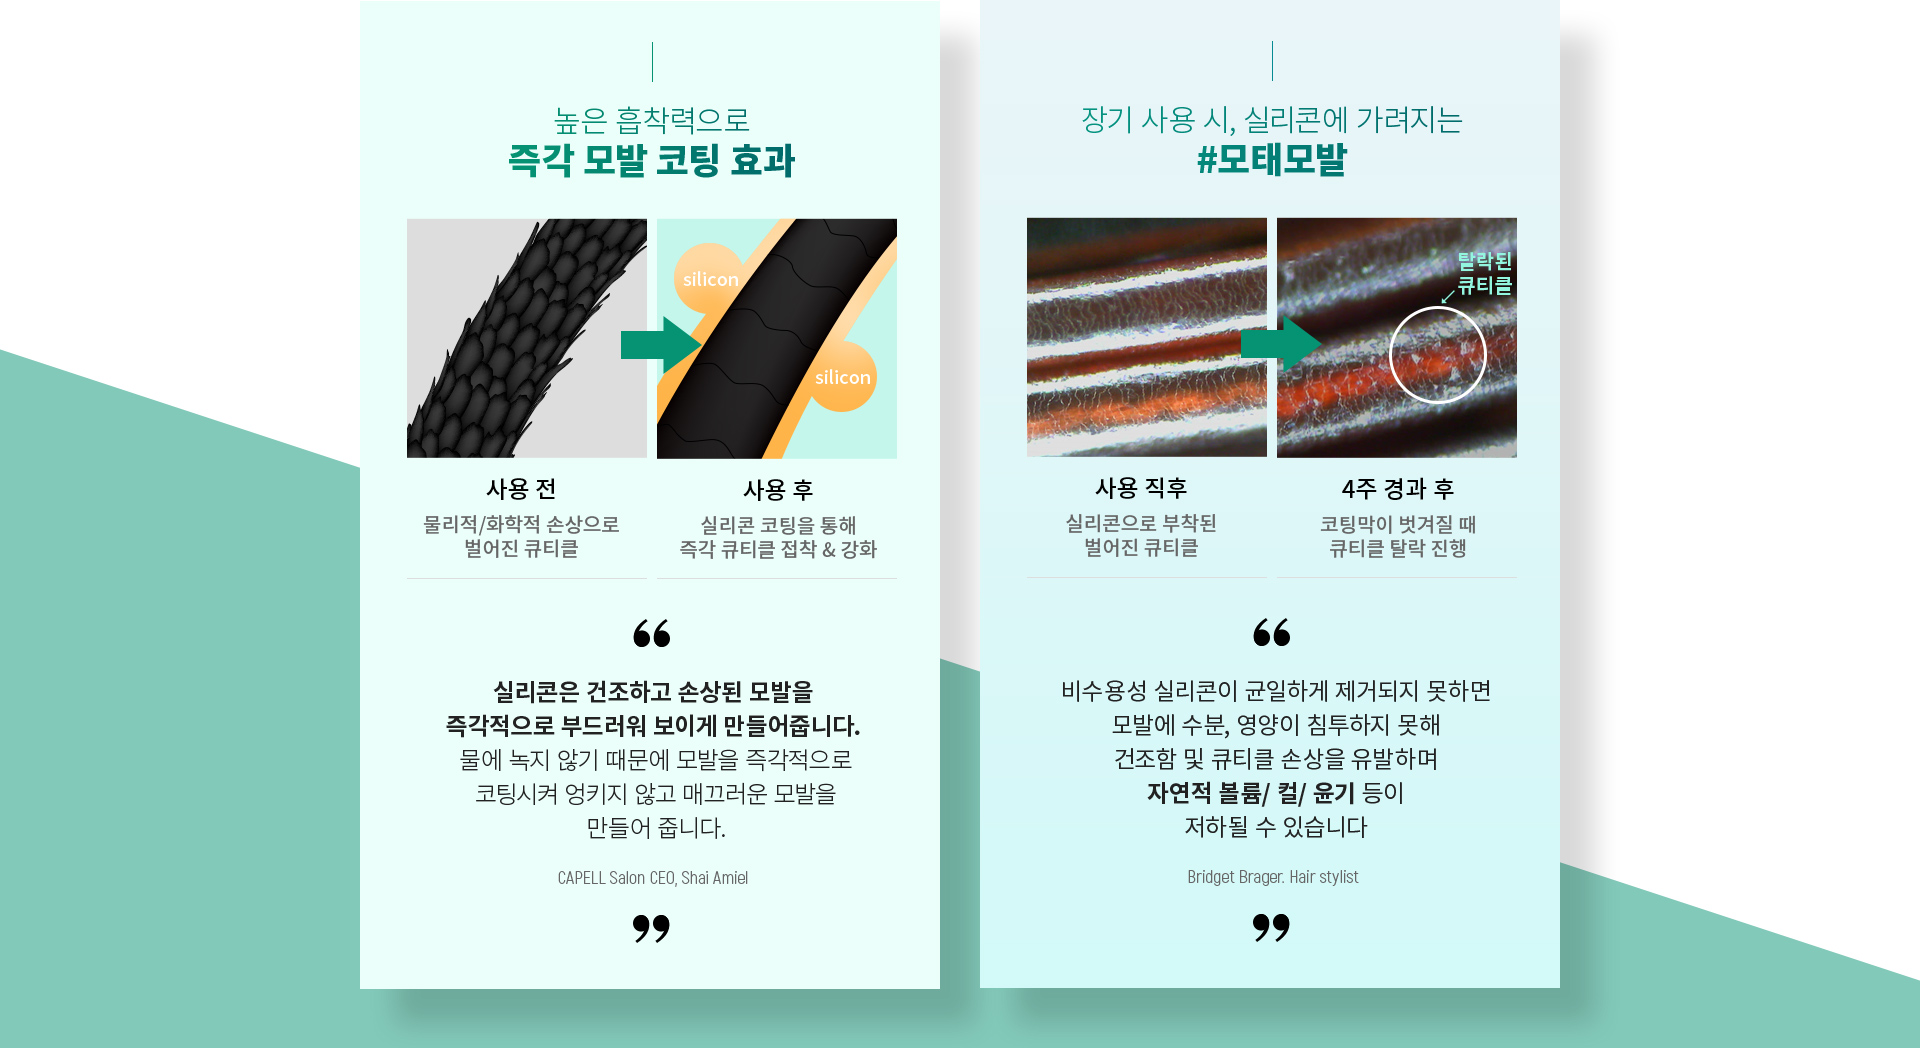 높은 흡착력으로
즉각 모발 코팅 효과
silicon
silicon
사용 전
물리적/화학적 손상으로
벌어진 큐티클
사용 후
실리콘 코팅을 통해
즉각 큐티클 접착 & 강화
“
실리콘은 건조하고 손상된 모발을
즉각적으로 부드러워 보이게 만들어줍니다.
물에 녹지 않기 때문에 모발을 즉각적으로
코팅시켜 엉키지 않고 매끄러운 모발을
만들어 줍니다.
CAPELL Salon CEO, Shai Amiel
”
장기 사용 시, 실리콘에 가려지는
#모태모발
탈락된
큐티클
사용 직후
실리콘으로 부착된
벌어진 큐티클
4주 경과 후
코팅막이 벗겨질 때
큐티클 탈락 진행
“
비수용성 실리콘이 균일하게 제거되지 못하면
모발에 수분, 영양이 침투하지 못해
건조함 및 큐티클 손상을 유발하며
자연적 볼륨/ 컬/ 윤기 등이
저하될 수 있습니다
Bridget Brager. Hair stylist
”